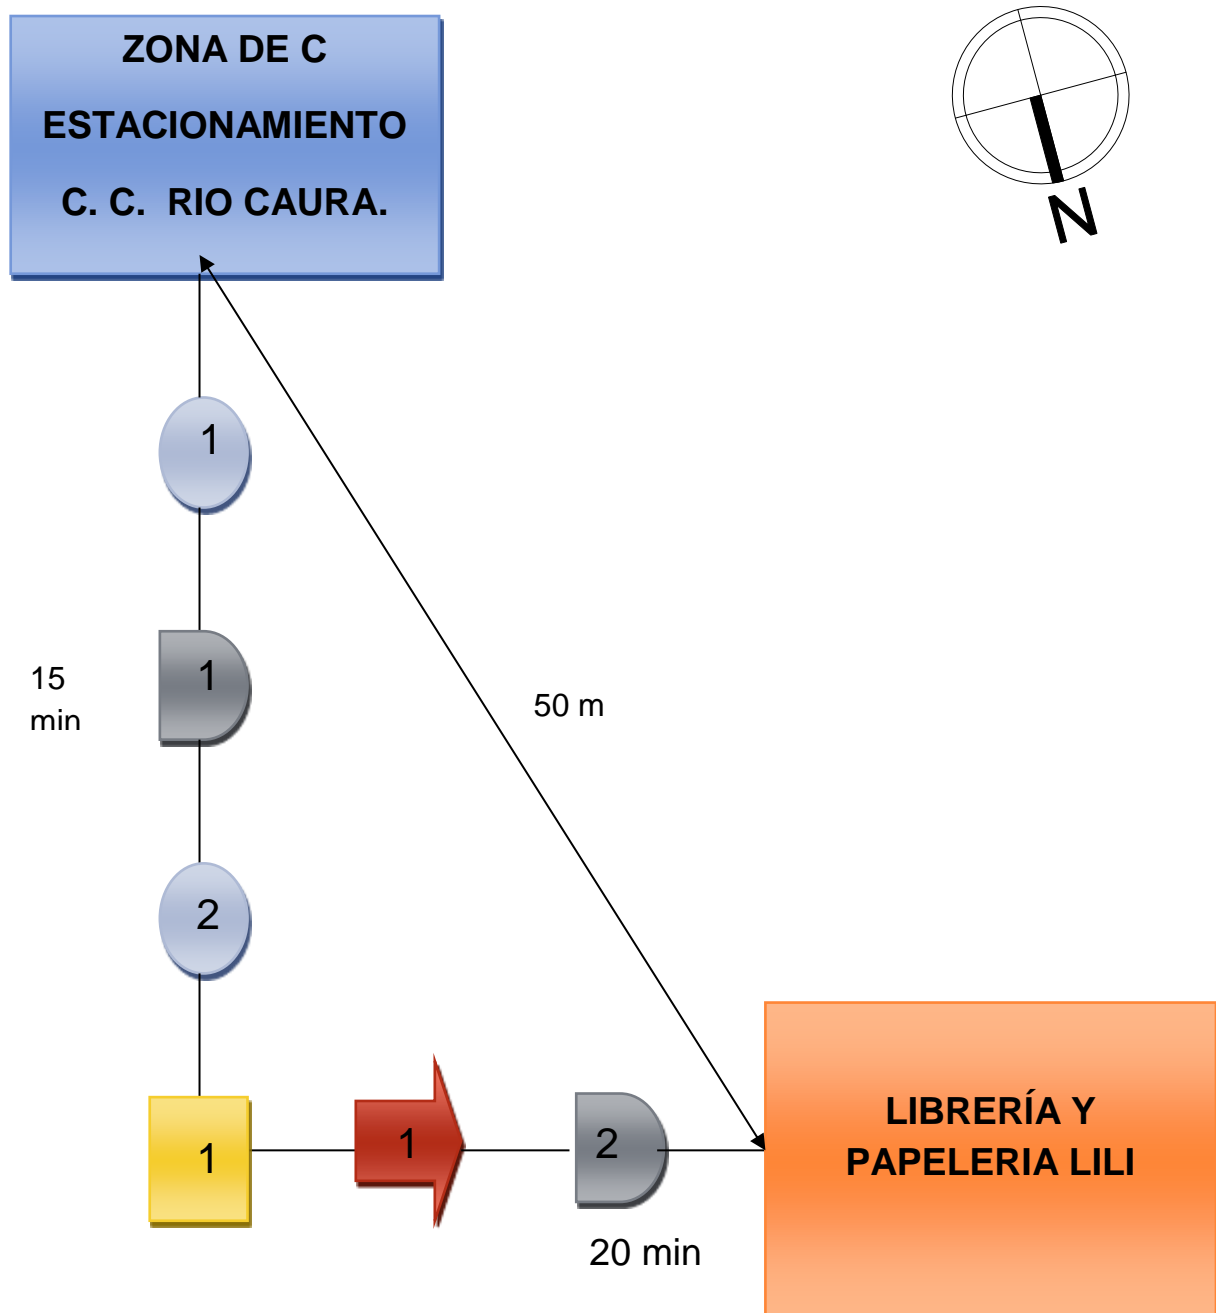 ZONA DE C
ESTACIONAMIENTO
C. C. RIO CAURA.
N
1
15
min
1
50 m
2
1
1
2
20 min
LIBRERÍA Y
PAPELERIA LILI